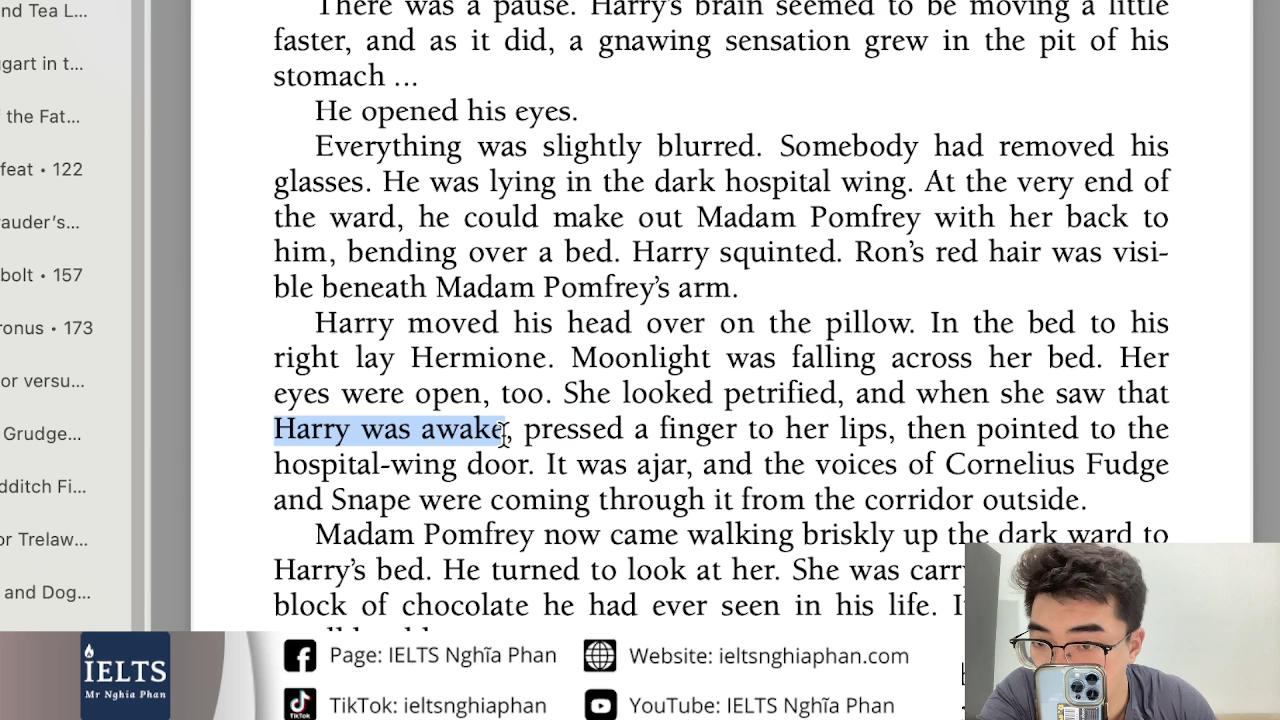 nd Tea L...
gart in t...
the Fat...
feat • 122
auder's...
bolt • 157
ronus • 173
or versu...
Grudge...
dditch Fi...
or Trelaw...
and Dog...
There was a pause. Harry's brain seemed to be moving a little
faster, and as it did, a gnawing sensation grew in the pit of his
stomach ...
He opened his eyes.
Everything was slightly blurred. Somebody had removed his
glasses. He was lying in the dark hospital wing. At the very end of
the ward, he could make out Madam Pomfrey with her back to
him, bending over a bed. Harry squinted. Ron's red hair was visi-
ble beneath Madam Pomfrey's arm.
Harry moved his head over on the pillow. In the bed to his
right lay Hermione. Moonlight was falling across her bed. Her
eyes were open, too. She looked petrified, and when she saw that
Harry was awake, pressed a finger to her lips, then pointed to the
hospital-wing door. It was ajar, and the voices of Cornelius Fudge
and Snape were coming through it from the corridor outside.
Madam Pomfrey now came walking briskly up the dark ward to
Harry's bed. He turned to look at her. She was carry
block of chocolate he had ever seen in his life. I
IELTS
Mr Nghia Phan
Page: IELTS Nghĩa Phan
Website: ieltsnghiaphan.com
TikTok
TikTok: ieltsnghiaphan
YouTube: IELTS Nghĩa Phan